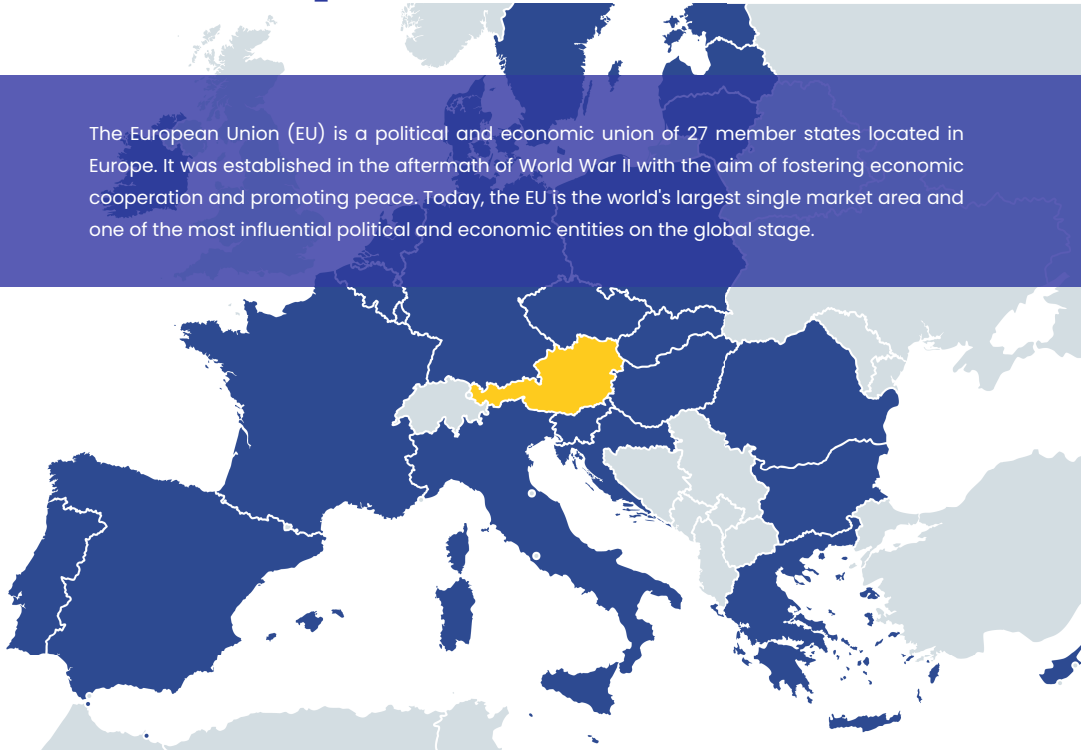 The European Union (EU) is a political and economic union of 27 member states located in
Europe. It was established in the aftermath of World War II with the aim of fostering economic
cooperation and promoting peace. Today, the EU is the world's largest single market area and
one of the most influential political and economic entities on the global stage.